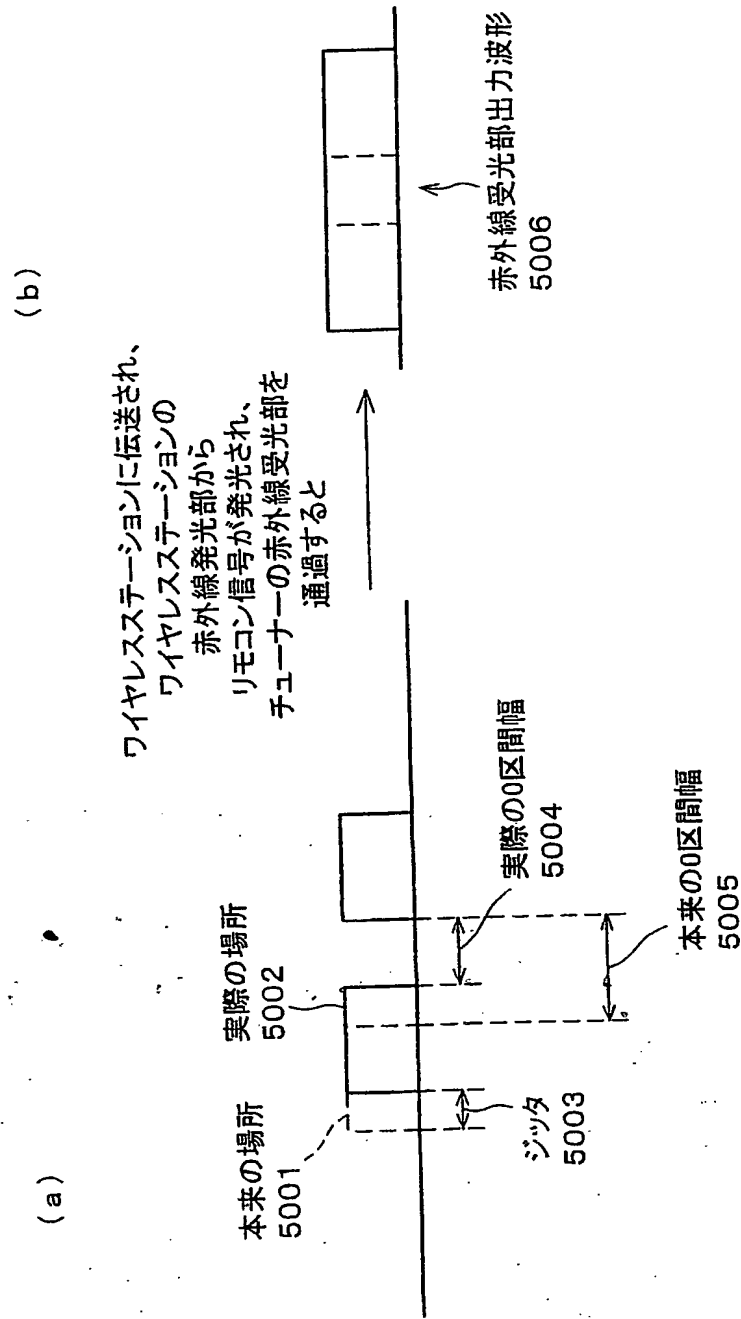 (a)
本来の場所
5001
実際の場所
5002
ジッタ
5003
実際の0区間幅
5004
本来の0区間幅
5005
ワイヤレスステーションに伝送され、
ワイヤレスステーションの
赤外線発光部から
リモコン信号が発光され、
チューナーの赤外線受光部を
通過すると
(b)
赤外線受光部出力波形
5006